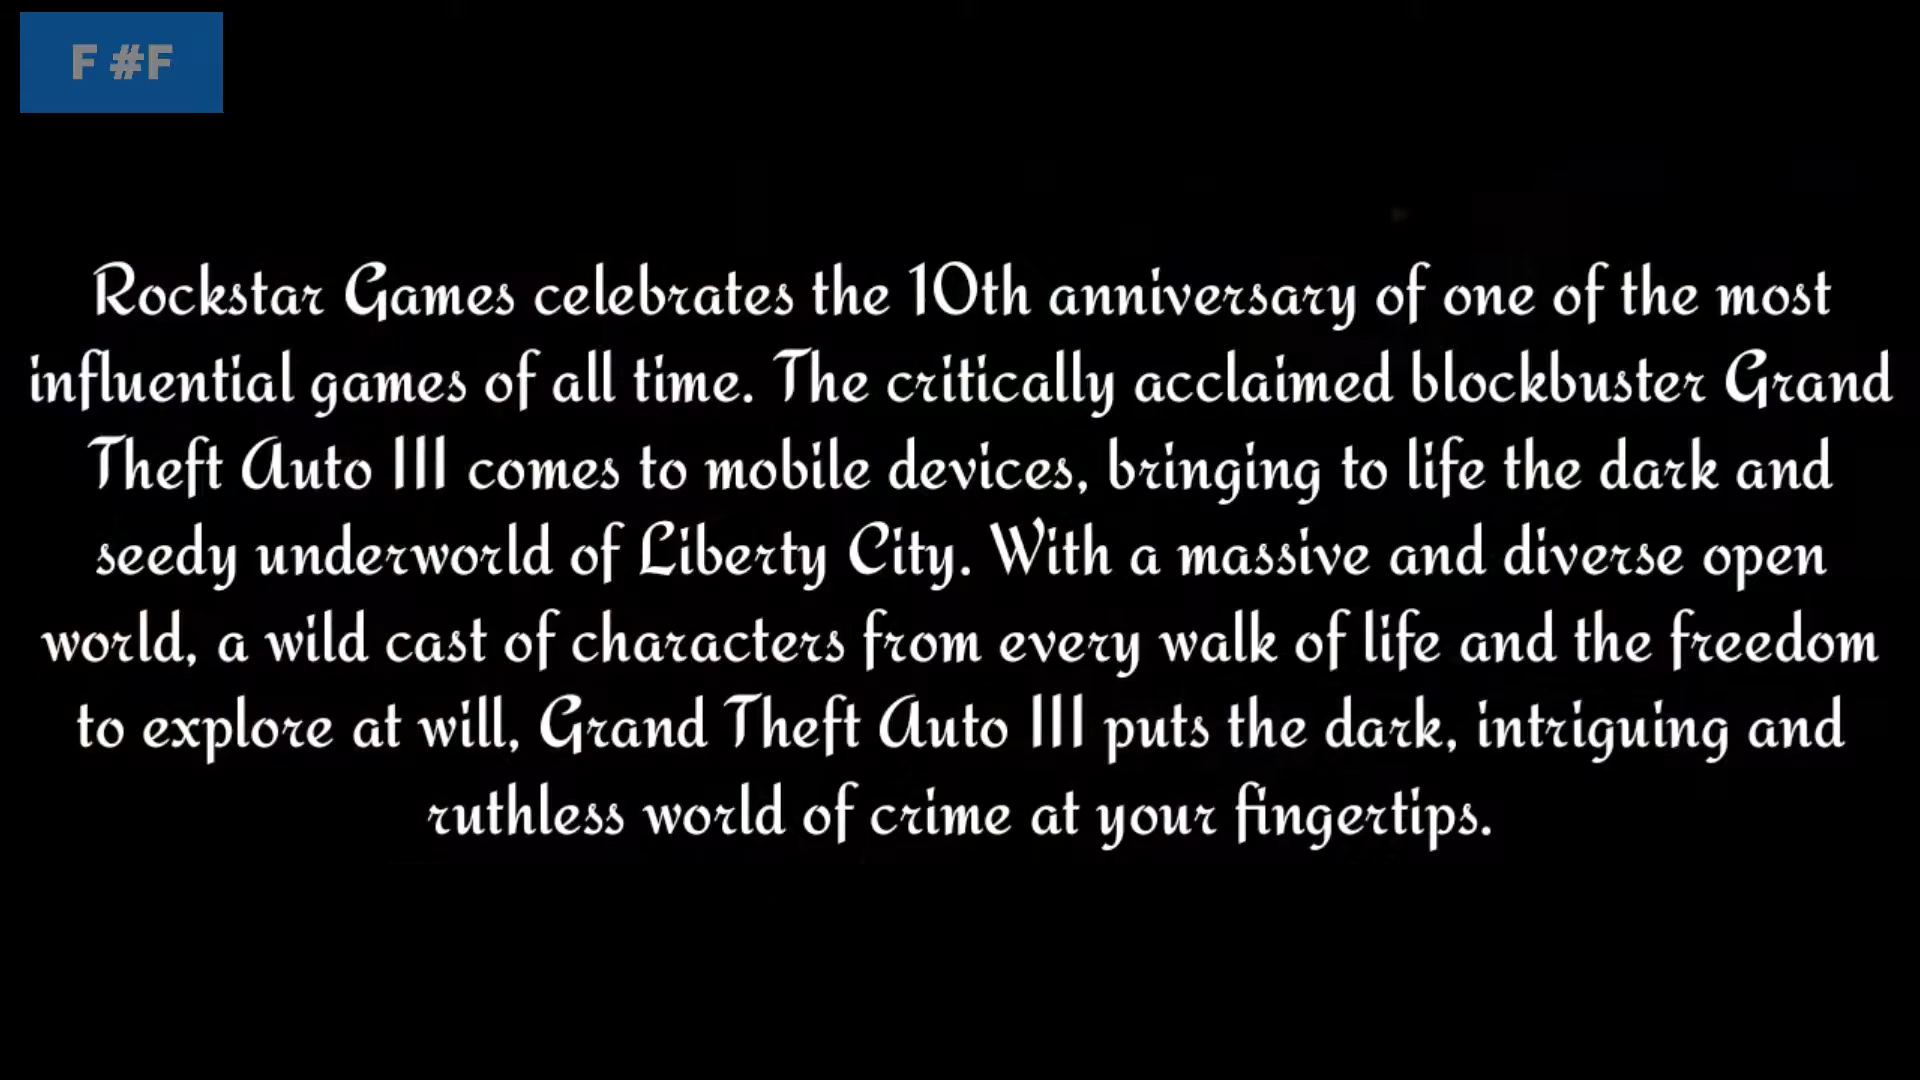 F #F
Rockstar Games celebrates the 10th anniversary of one of the most
influential games of all time. The critically acclaimed blockbuster Grand
Theft Auto III comes to mobile devices, bringing to life the dark and
seedy underworld of Liberty City. With a massive and diverse open
world, a wild cast of characters from every walk of life and the freedom
to explore at will, Grand Theft Auto III puts the dark, intriguing and
ruthless world of crime at your fingertips.